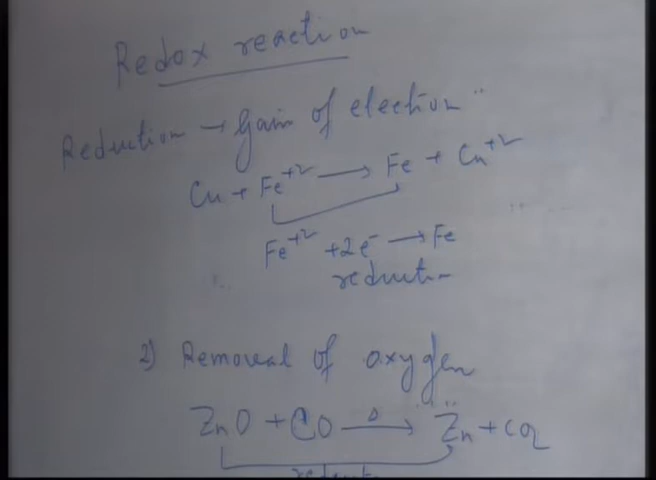 Redox reaction
Reduction → Gain of election
Cu + Fe⁺² → Fe + Cu⁺²
Fe⁺² + 2e⁻ → Fe
reduction
2) Removal of oxygen
ZnO + CO —Δ→ Zn + CO₂